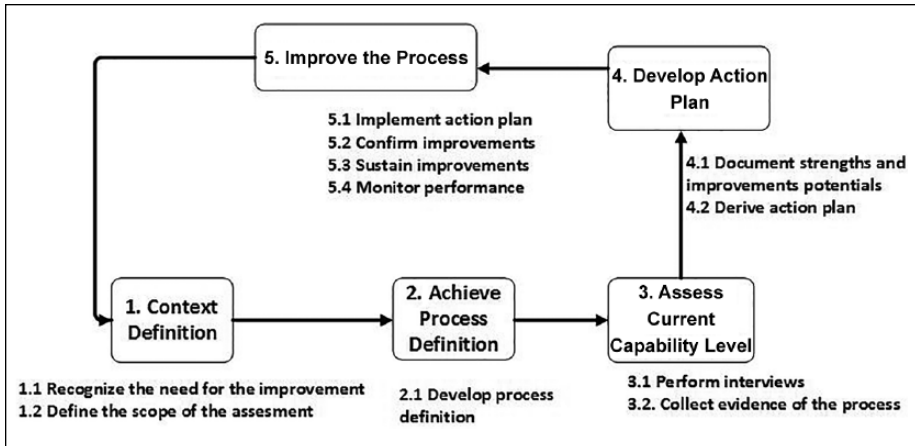 5. Improve the Process
4. Develop Action
Plan
5.1 Implement action plan
5.2 Confirm improvements
5.3 Sustain improvements
5.4 Monitor performance
4.1 Document strengths and
improvements potentials
4.2 Derive action plan
1. Context
Definition
2. Achieve
Process
Definition
3. Assess
Current
Capability Level
1.1 Recognize the need for the improvement
1.2 Define the scope of the assesment
2.1 Develop process
definition
3.1 Perform interviews
3.2. Collect evidence of the process